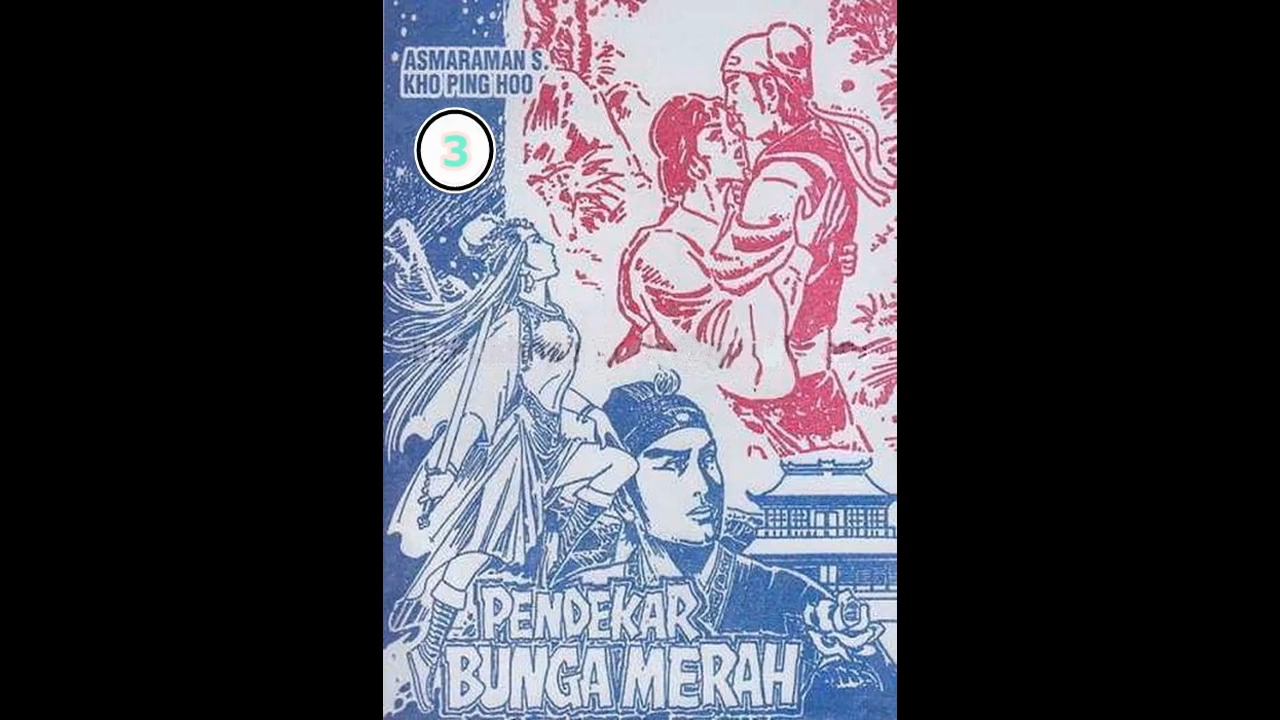 ASMARAMAN S.
KHO PING HOO
3
PENDEKAR
BUNGA MERAH